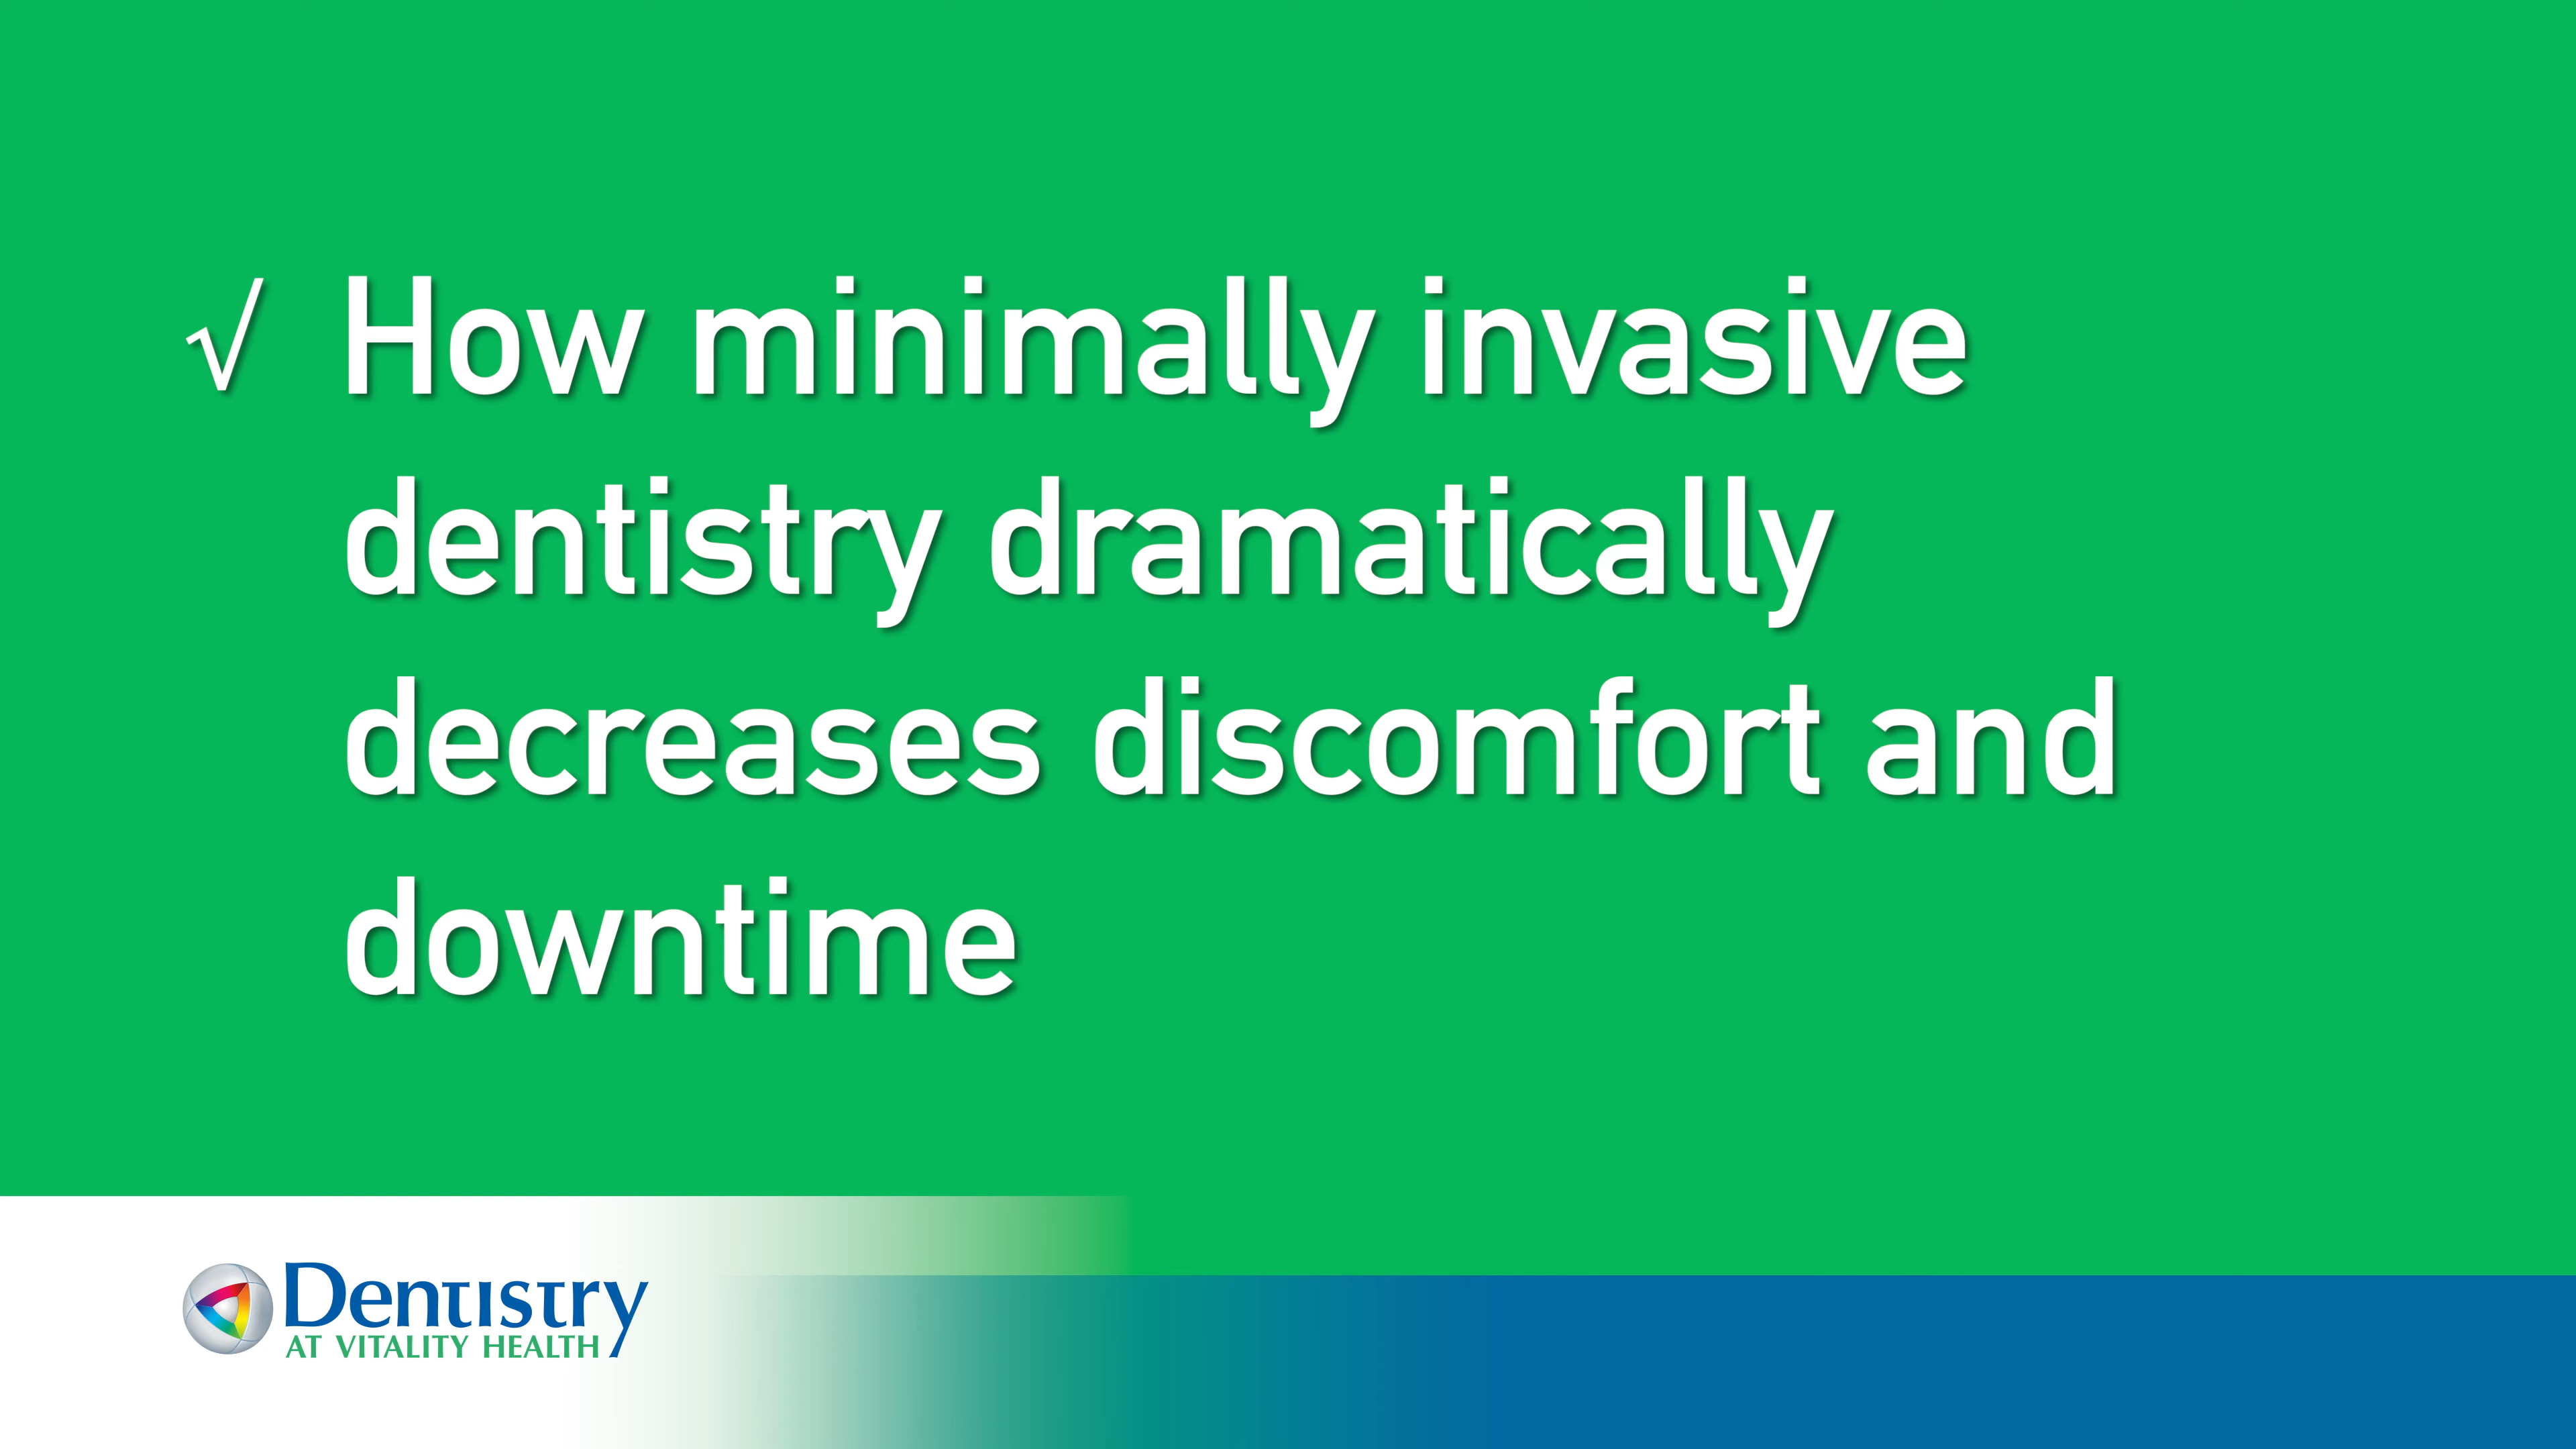 √ How minimally invasive
dentistry dramatically
decreases discomfort and
downtime
Dentistry
AT VITALITY HEALTH